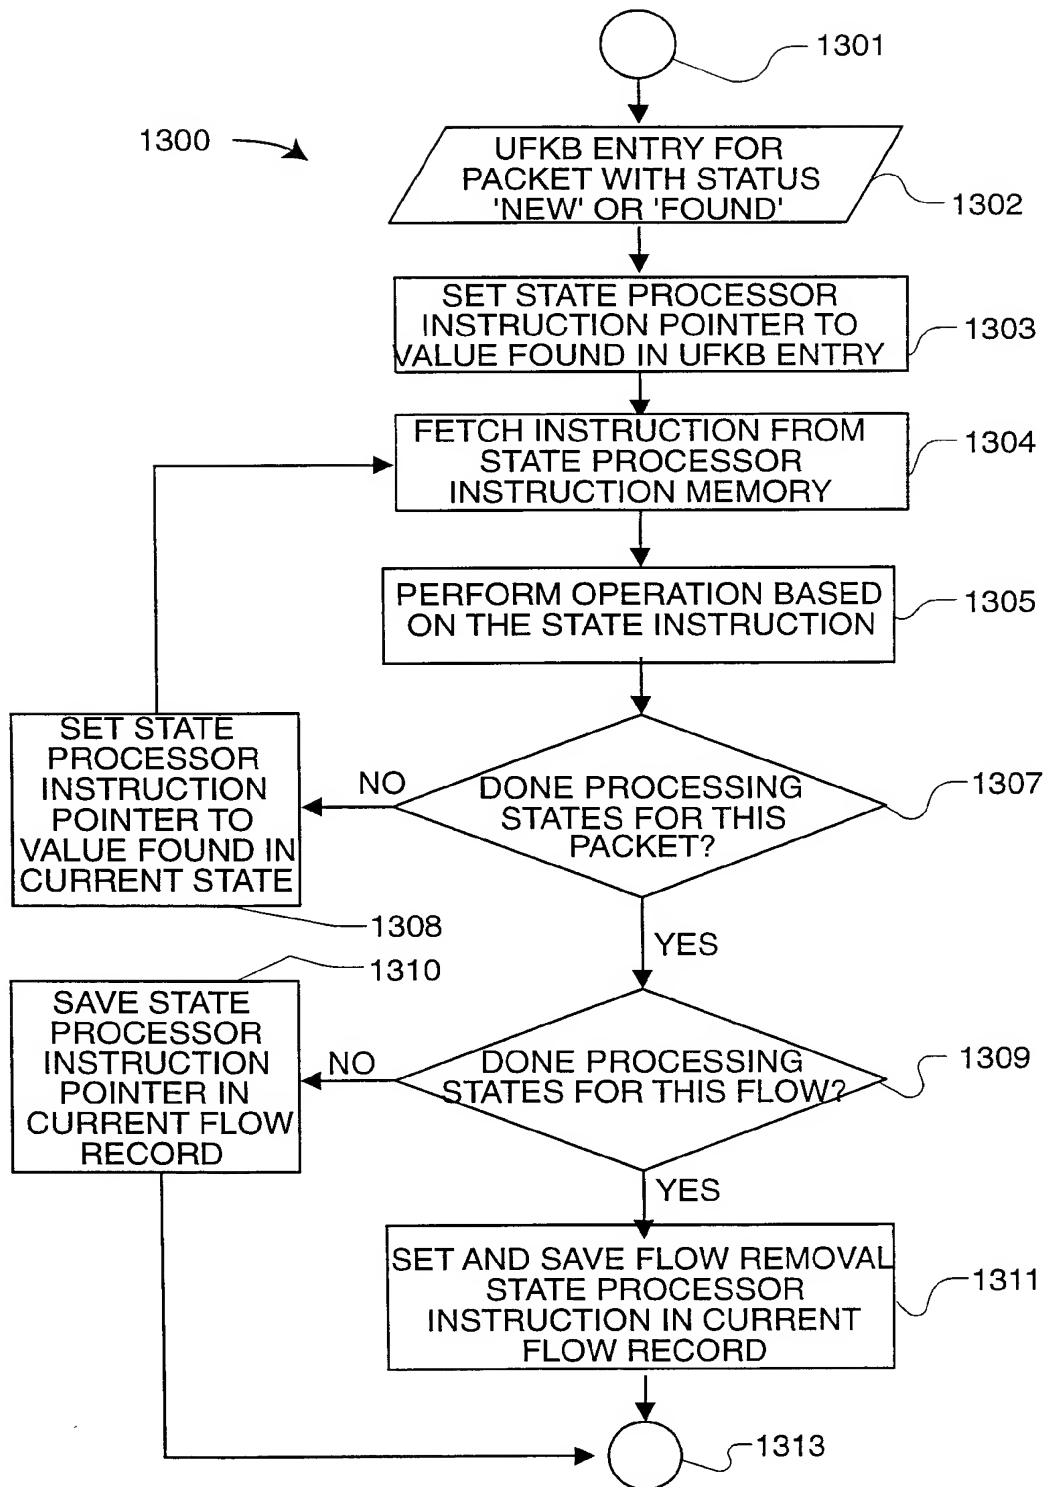 1301
1300
UFKB ENTRY FOR
PACKET WITH STATUS
'NEW' OR 'FOUND'
1302
SET STATE PROCESSOR
INSTRUCTION POINTER TO
VALUE FOUND IN UFKB ENTRY
1303
FETCH INSTRUCTION FROM
STATE PROCESSOR
INSTRUCTION MEMORY
1304
PERFORM OPERATION BASED
ON THE STATE INSTRUCTION
1305
SET STATE
PROCESSOR
INSTRUCTION
POINTER TO
VALUE FOUND IN
CURRENT STATE
1308
NO
DONE PROCESSING
STATES FOR THIS
PACKET?
1307
YES
1310
SAVE STATE
PROCESSOR
INSTRUCTION
POINTER IN
CURRENT FLOW
RECORD
NO
DONE PROCESSING
STATES FOR THIS FLOW?
1309
YES
SET AND SAVE FLOW REMOVAL
STATE PROCESSOR
INSTRUCTION IN CURRENT
FLOW RECORD
1311
1313